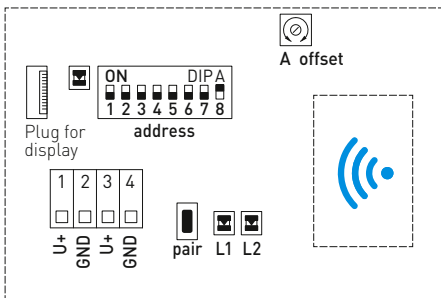 A offset
ON DIP A
1 2 3 4 5 6 7 8
address
Plug for
display
1 2 3 4
U+ GND U+ GND
pair L1 L2